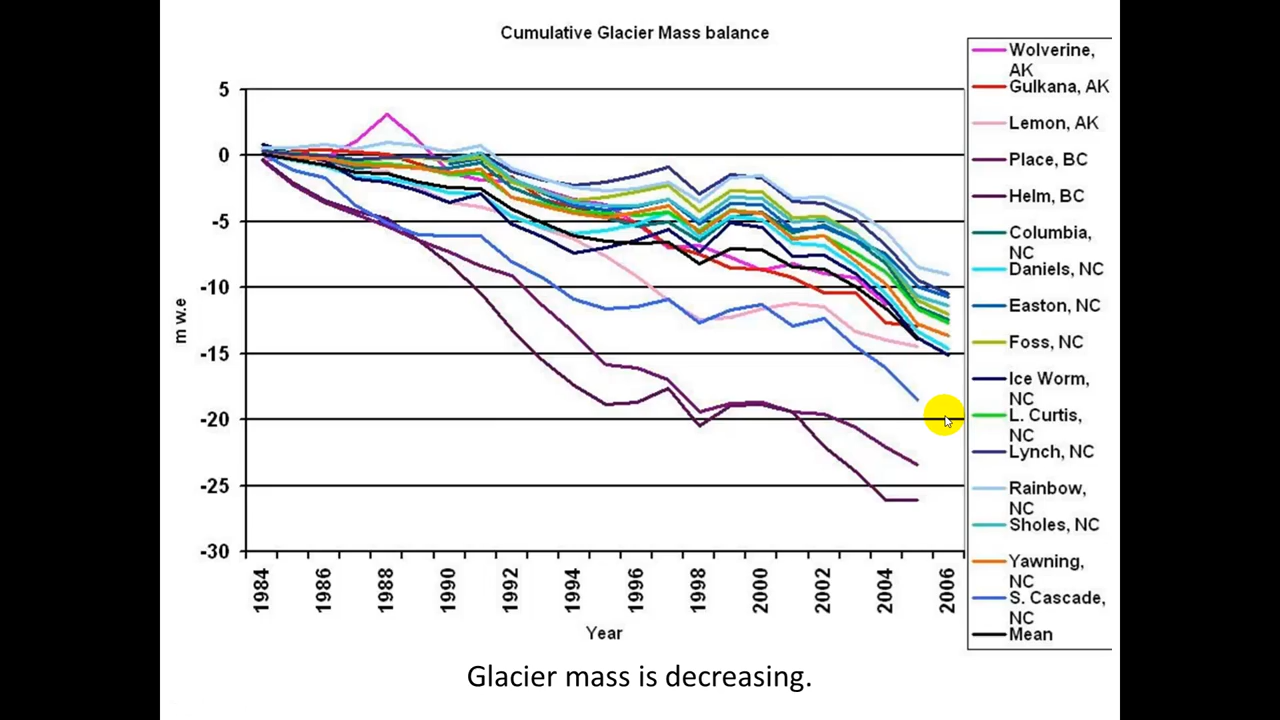 Cumulative Glacier Mass balance
5
0
-5
-10
-15
-20
-25
-30
m w.e
1984
1986
1988
1990
1992
1994
1996
1998
2000
2002
2004
2006
Year
Wolverine,
AK
Gulkana, AK
Lemon, AK
Place, BC
Helm, BC
Columbia,
NC
Daniels, NC
Easton, NC
Foss, NC
Ice Worm,
NC
L. Curtis,
NC
Lynch, NC
Rainbow,
NC
Sholes, NC
Yawning,
NC
S. Cascade,
NC
Mean
Glacier mass is decreasing.